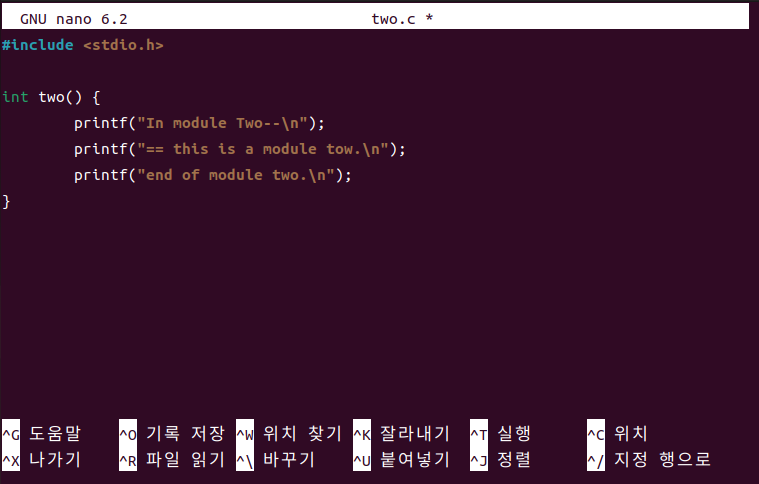 GNU nano 6.2 two.c *
#include <stdio.h>
int two() {
printf("In module Two--\n");
printf("== this is a module tow.\n");
printf("end of module two.\n");
}
^G 도움말 ^O 기록 저장 ^W 위치 찾기 ^K 잘라내기 ^T 실행 ^C 위치
^X 나가기 ^R 파일 읽기 ^\ 바꾸기 ^U 붙여넣기 ^J 정렬 ^/ 지정 행으로